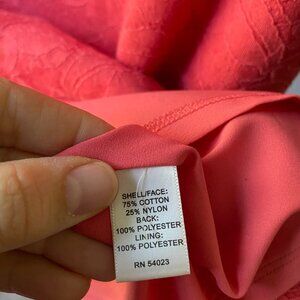 SHELL/FACE:
75% COTTON
25% NYLON
BACK:
100% POLYESTER
LINING:
100% POLYESTER
RN 54023